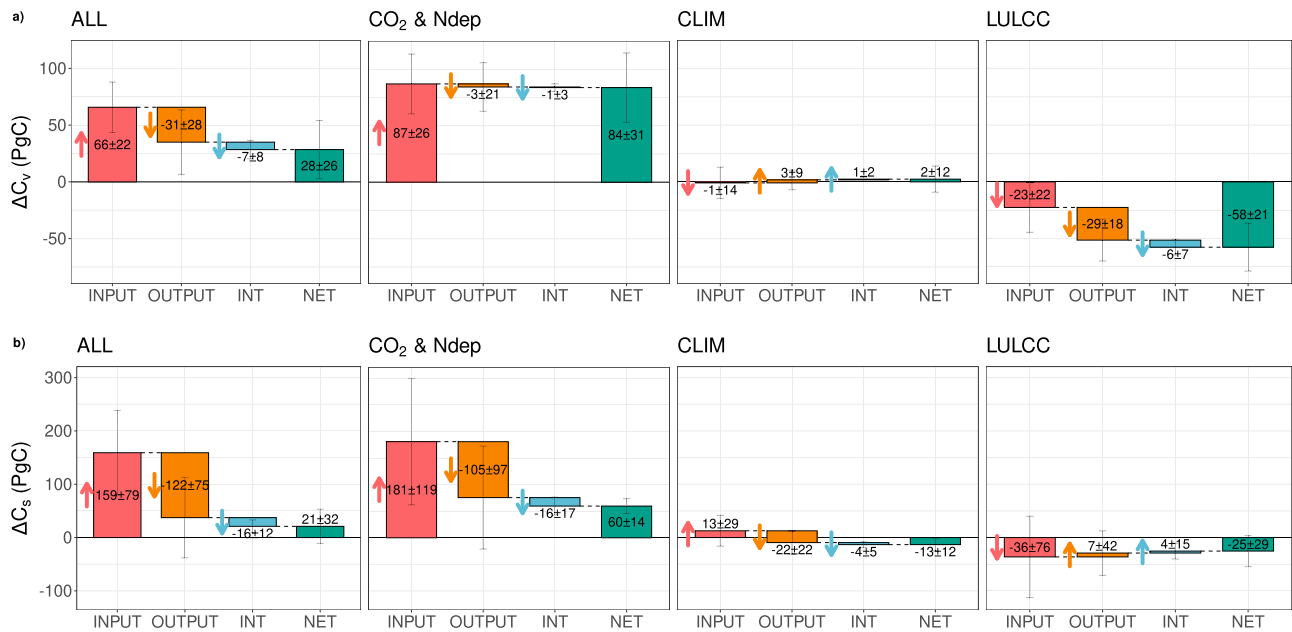 a) ALL CO₂ & Ndep CLIM LULCC
ΔCᵥ (PgC)
100
50
0
-50
66±22 -31±28 -7±8 28±26
87±26 -3±21 -1±3 84±31
-1±14 3±9 1±2 2±12
-23±22 -29±18 -6±7 -58±21
INPUT OUTPUT INT NET INPUT OUTPUT INT NET INPUT OUTPUT INT NET INPUT OUTPUT INT NET
b) ALL CO₂ & Ndep CLIM LULCC
ΔCₛ (PgC)
300
200
100
0
-100
159±79 -122±75 -16±12 21±32
181±119 -105±97 -16±17 60±14
13±29 -22±22 -4±5 -13±12
-36±76 7±42 4±15 -25±29
INPUT OUTPUT INT NET INPUT OUTPUT INT NET INPUT OUTPUT INT NET INPUT OUTPUT INT NET